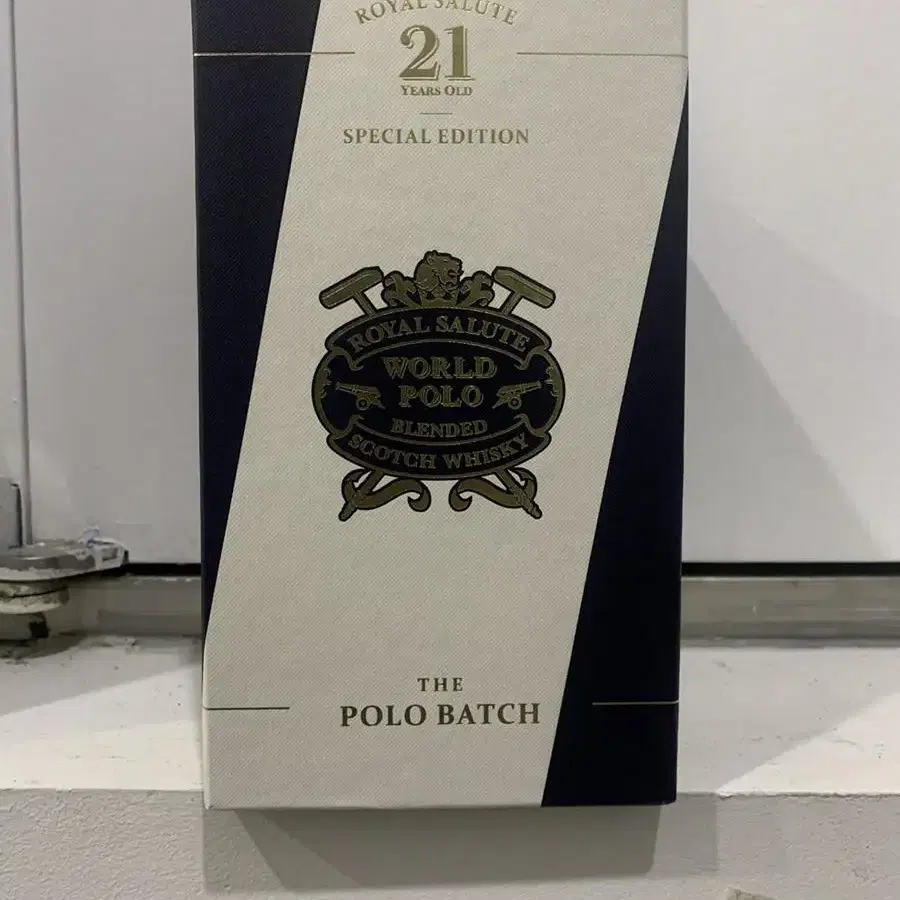 ROYAL SALUTE
21
YEARS OLD
SPECIAL EDITION
ROYAL SALUTE
WORLD
POLO
BLENDED
SCOTCH WHISKY
THE
POLO BATCH